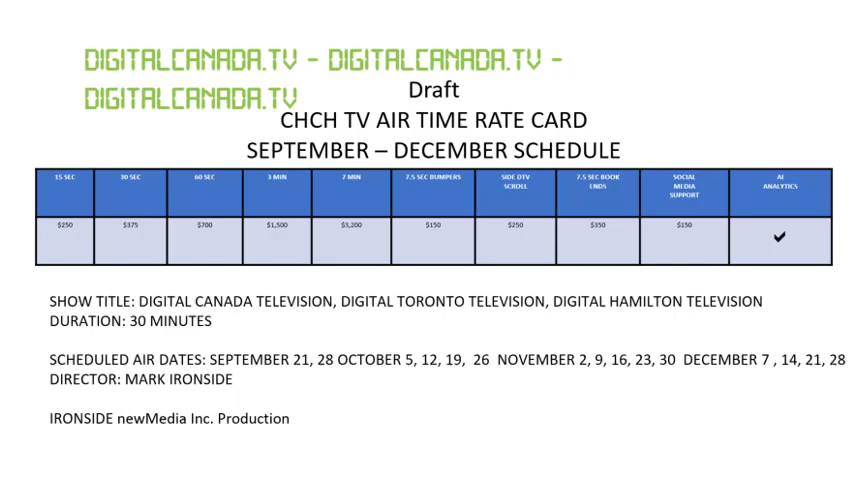 DIGITALCANADA.TV - DIGITALCANADA.TV -
DIGITALCANADA.TV
Draft
CHCH TV AIR TIME RATE CARD
SEPTEMBER – DECEMBER SCHEDULE
15 SEC 30 SEC 60 SEC 3 MIN 7 MIN 7.5 SEC BUMPERS SIDE DTV SCROLL 7.5 SEC BOOK ENDS SOCIAL MEDIA SUPPORT AI ANALYTICS
$250 $375 $700 $1,500 $3,200 $150 $250 $350 $150 ✔
SHOW TITLE: DIGITAL CANADA TELEVISION, DIGITAL TORONTO TELEVISION, DIGITAL HAMILTON TELEVISION
DURATION: 30 MINUTES
SCHEDULED AIR DATES: SEPTEMBER 21, 28 OCTOBER 5, 12, 19, 26 NOVEMBER 2, 9, 16, 23, 30 DECEMBER 7 , 14, 21, 28
DIRECTOR: MARK IRONSIDE
IRONSIDE newMedia Inc. Production